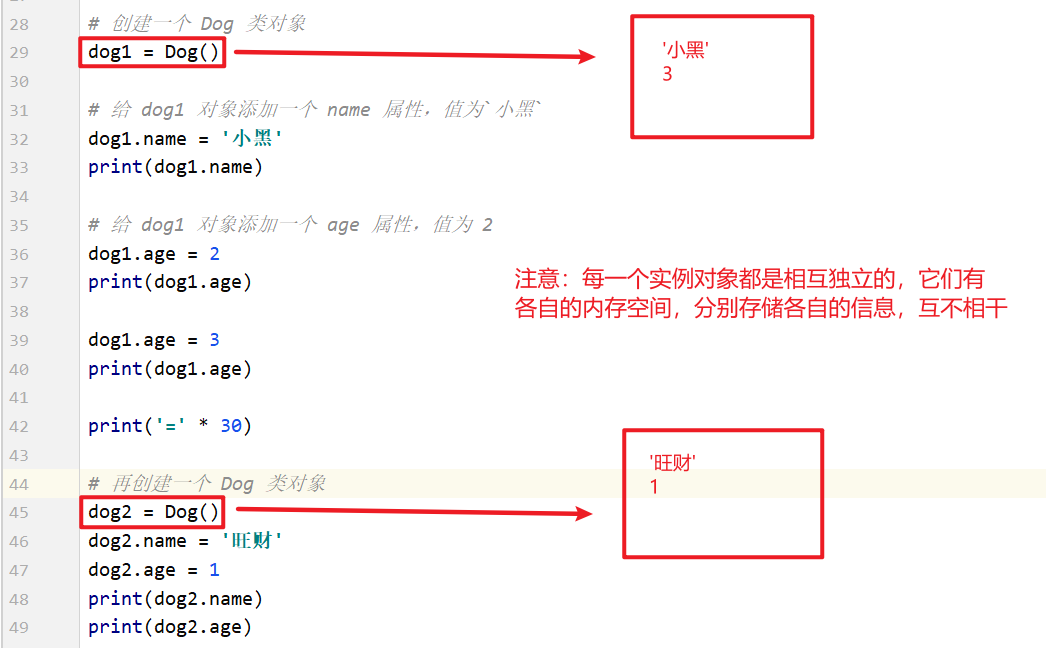 28 # 创建一个 Dog 类对象
29 dog1 = Dog()
'小黑'
3
30
31 # 给 dog1 对象添加一个 name 属性，值为`小黑`
32 dog1.name = '小黑'
33 print(dog1.name)
34
35 # 给 dog1 对象添加一个 age 属性，值为 2
36 dog1.age = 2
37 print(dog1.age)
注意：每一个实例对象都是相互独立的，它们有
各自的内存空间，分别存储各自的信息，互不相干
38
39 dog1.age = 3
40 print(dog1.age)
41
42 print('=' * 30)
43
44 # 再创建一个 Dog 类对象
'旺财'
1
45 dog2 = Dog()
46 dog2.name = '旺财'
47 dog2.age = 1
48 print(dog2.name)
49 print(dog2.age)